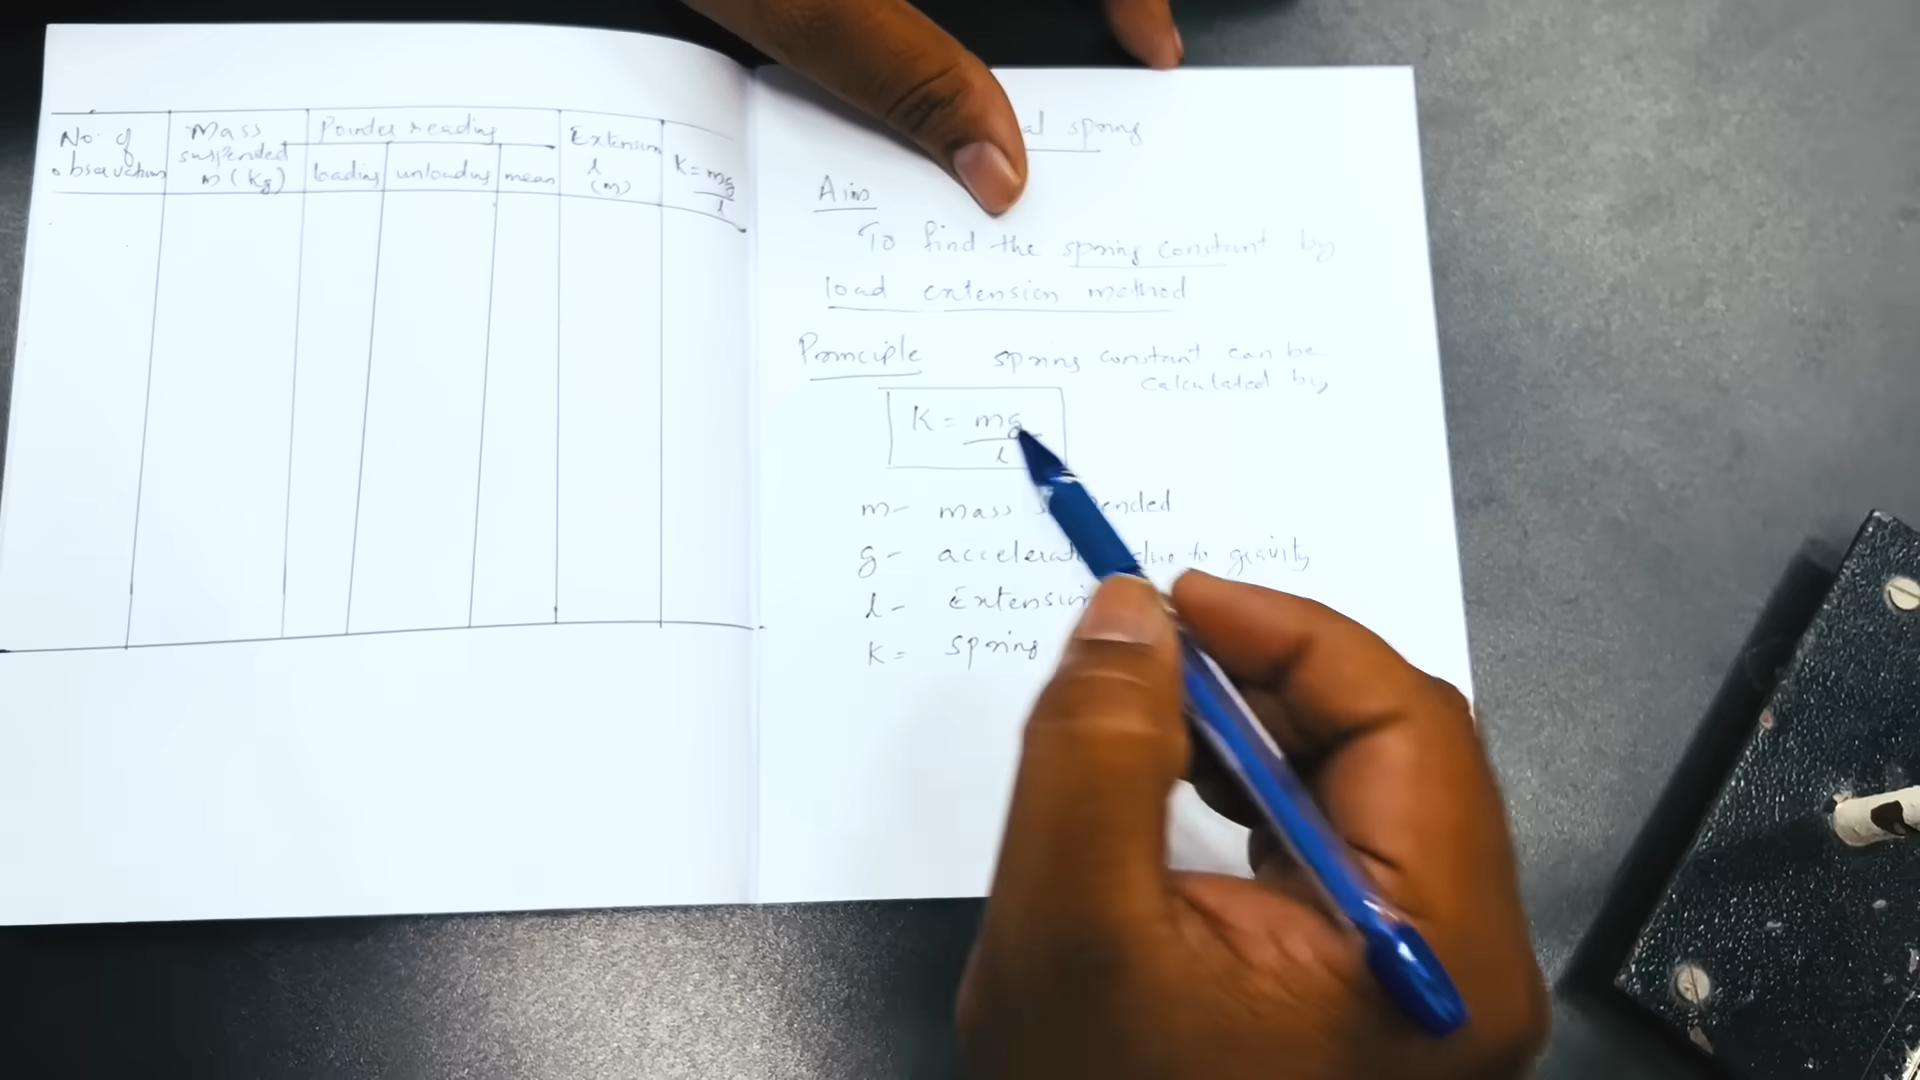 No. of
observation
Mass
suspended
m (Kg)
Pointer reading
loading unloading mean
Extension
l
(m)
K = mg
l
al spring
Aim
To find the spring constant by
load extension method
Principle spring constant can be
calculated by
K = mg
l
m- mass
g- due to gravity
l- Extension
K= spring